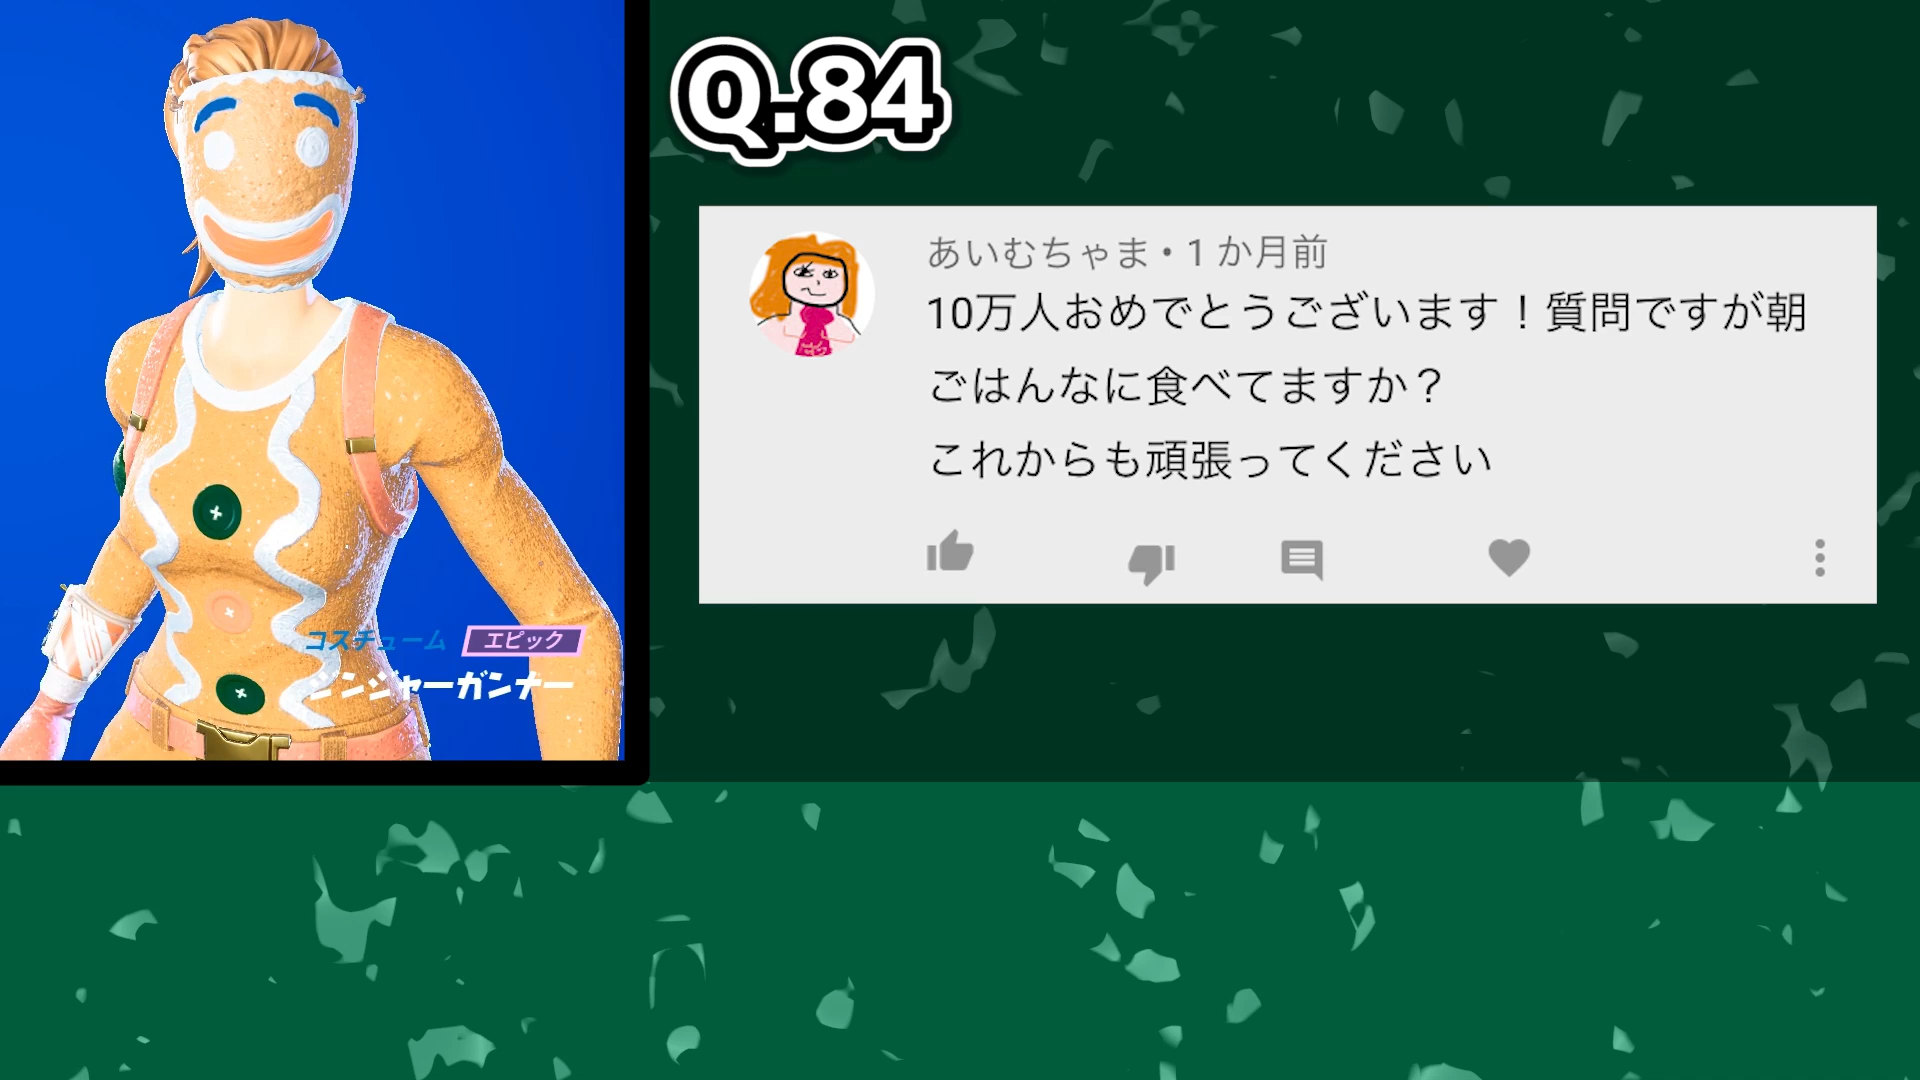 Q.84
あいむちゃま • 1 か月前
10万人おめでとうございます！質問ですが朝
ごはんなに食べてますか？
これからも頑張ってください
コスチューム エピック
ジンジャーガンナー